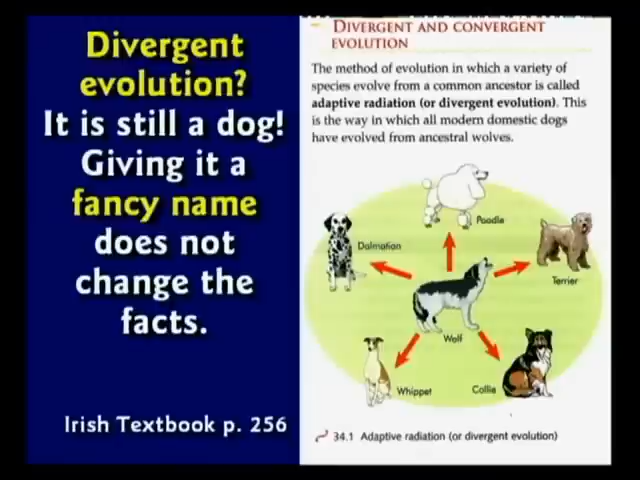 Divergent
evolution?
It is still a dog!
Giving it a
fancy name
does not
change the
facts.
Irish Textbook p. 256
DIVERGENT AND CONVERGENT
EVOLUTION
The method of evolution in which a variety of
species evolve from a common ancestor is called
adaptive radiation (or divergent evolution). This
is the way in which all modern domestic dogs
have evolved from ancestral wolves.
Poodle
Dalmation
Terrier
Wolf
Whippet
Collie
34.1 Adaptive radiation (or divergent evolution)